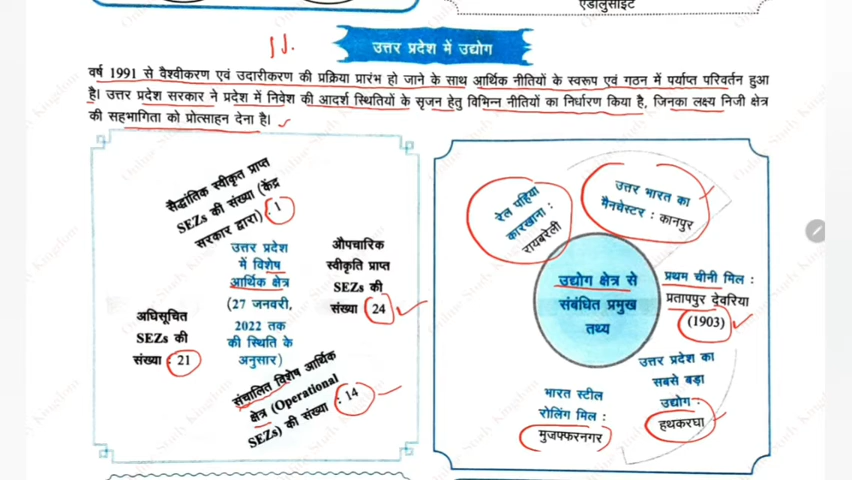 एंडालुसाइट
11.
उत्तर प्रदेश में उद्योग
वर्ष 1991 से वैश्वीकरण एवं उदारीकरण की प्रक्रिया प्रारंभ हो जाने के साथ आर्थिक नीतियों के स्वरूप एवं गठन में पर्याप्त परिवर्तन हुआ
है। उत्तर प्रदेश सरकार ने प्रदेश में निवेश की आदर्श स्थितियों के सृजन हेतु विभिन्न नीतियों का निर्धारण किया है, जिनका लक्ष्य निजी क्षेत्र
की सहभागिता को प्रोत्साहन देना है।
सैद्धांतिक स्वीकृत प्राप्त
SEZs की संख्या (केंद्र
सरकार द्वारा) : 1
उत्तर प्रदेश
में विशेष
आर्थिक क्षेत्र
(27 जनवरी,
2022 तक
की स्थिति के
अनुसार)
औपचारिक
स्वीकृति प्राप्त
SEZs की
संख्या : 24
अधिसूचित
SEZs की
संख्या : 21
संचालित विशेष आर्थिक
क्षेत्र (Operational
SEZs) की संख्या : 14
रेल पहिया
कारखाना :
रायबरेली
उत्तर भारत का
मैनचेस्टर : कानपुर
उद्योग क्षेत्र से
संबंधित प्रमुख
तथ्य
प्रथम चीनी मिल :
प्रतापपुर देवरिया
(1903)
उत्तर प्रदेश का
सबसे बड़ा
उद्योग :
हथकरघा
भारत स्टील
रोलिंग मिल :
मुजफ्फरनगर
Online Study Kingdom